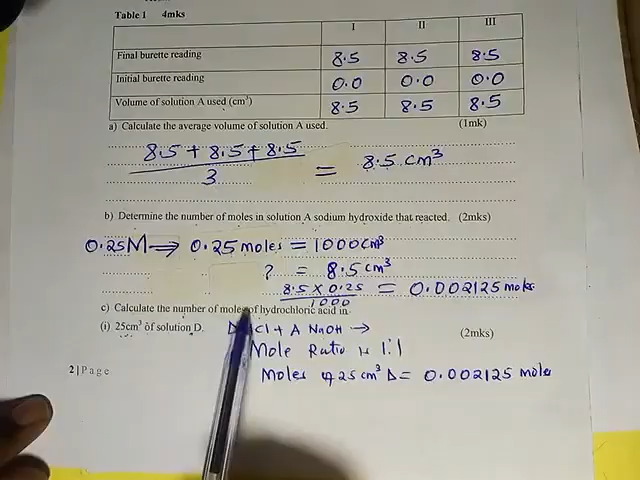 Table 1 4mks
I II III
Final burette reading 8.5 8.5 8.5
Initial burette reading 0.0 0.0 0.0
Volume of solution A used (cm³) 8.5 8.5 8.5
a) Calculate the average volume of solution A used. (1mk)
8.5 + 8.5 + 8.5
3
= 8.5 cm³
b) Determine the number of moles in solution A sodium hydroxide that reacted. (2mks)
0.25M ⟹ 0.25 moles = 1000cm³
? = 8.5 cm³
8.5 x 0.25 = 0.002125 moles
1000
c) Calculate the number of moles of hydrochloric acid in
(i) 25cm³ of solution D. Cl + A NaOH → (2mks)
Mole Ratio is 1:1
2 | Page
Moles of 25 cm³ D = 0.002125 moles